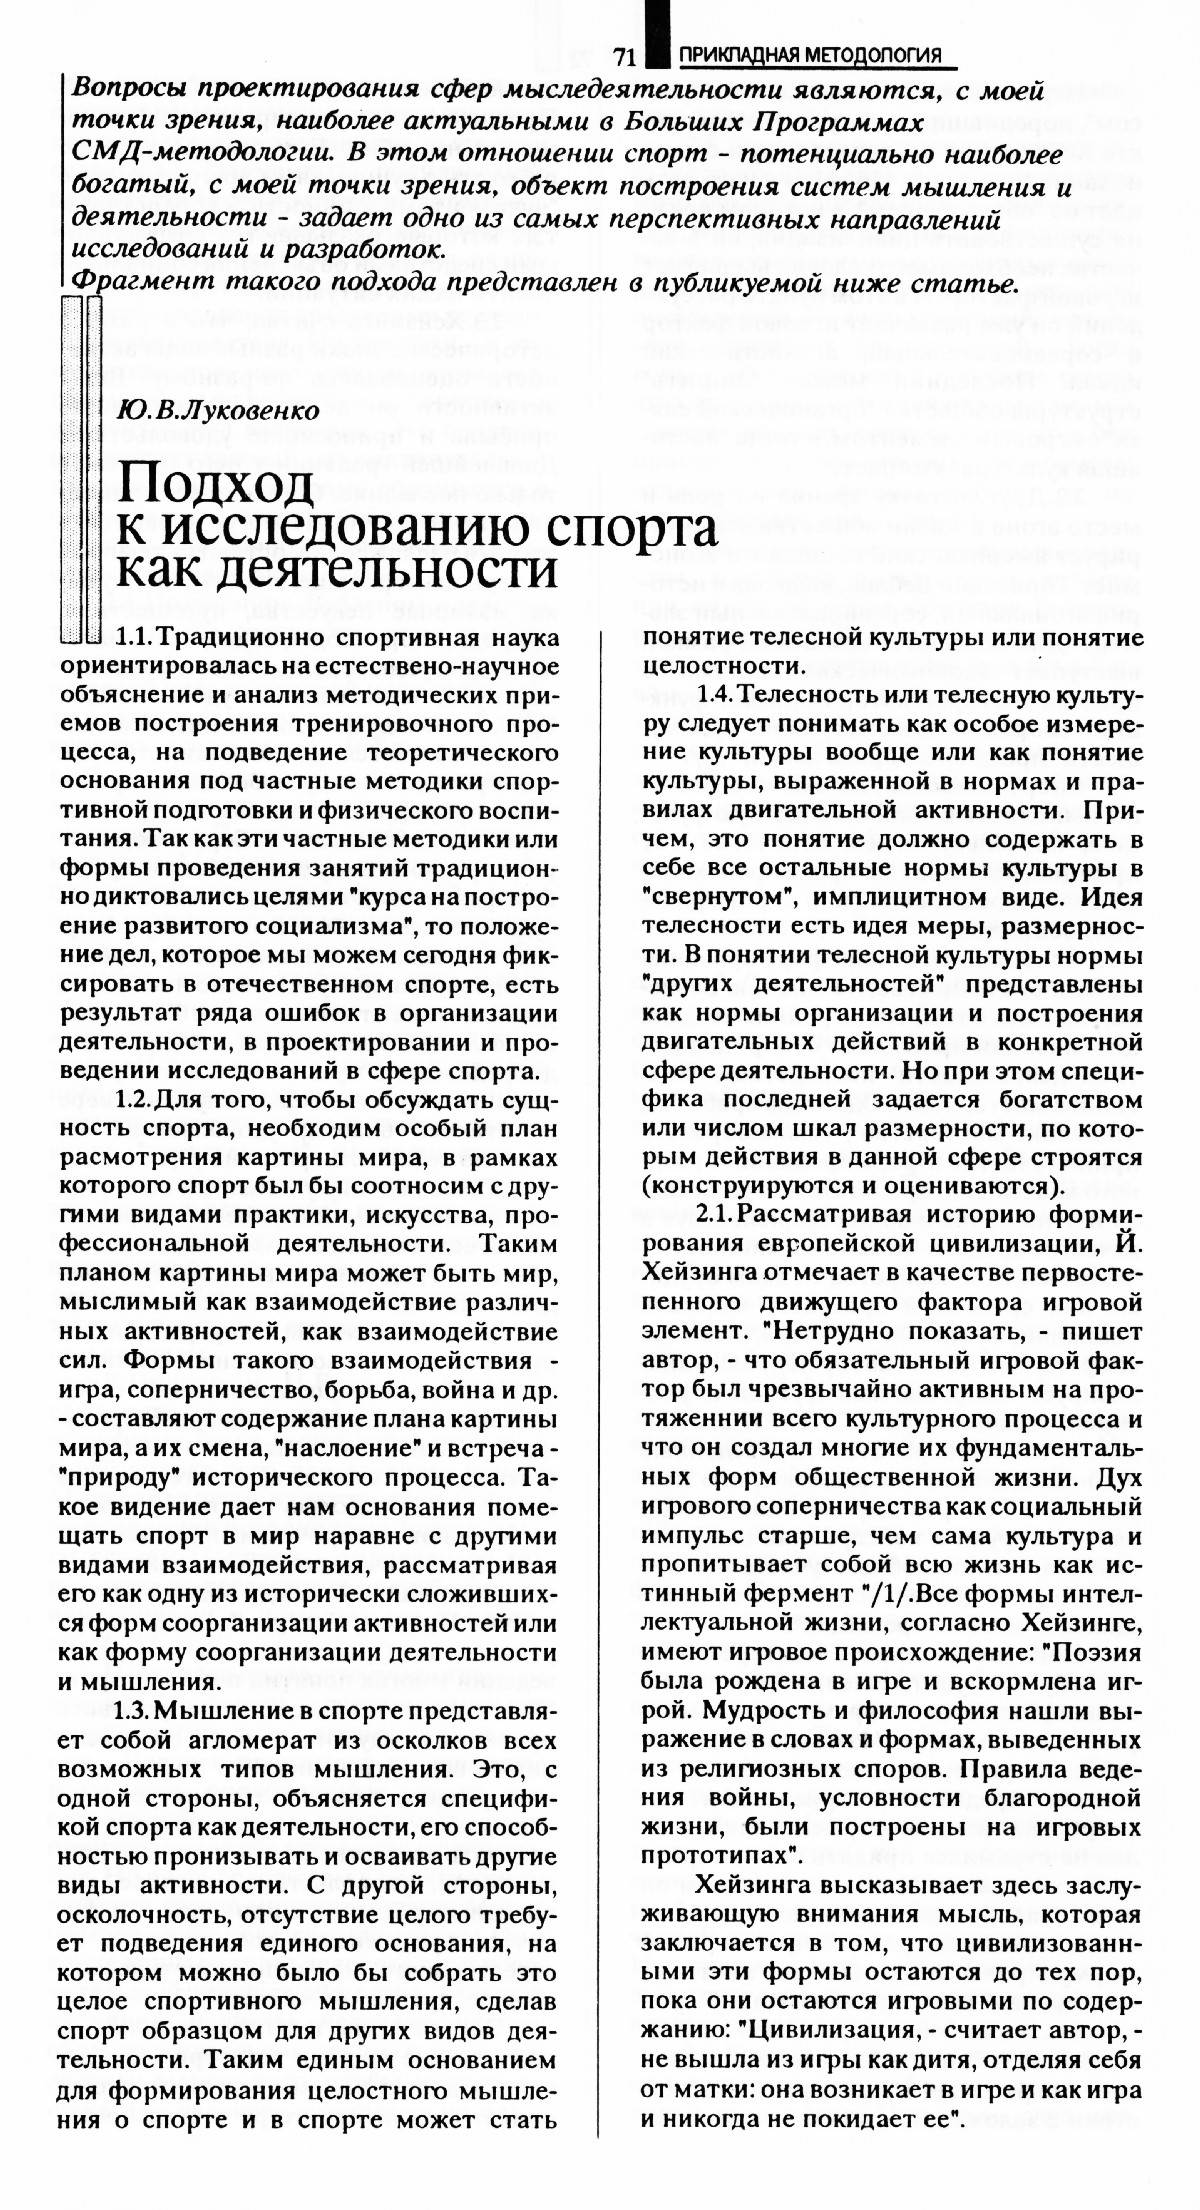 71 ПРИКЛАДНАЯ МЕТОДОЛОГИЯ
Вопросы проектирования сфер мыследеятельности являются, с моей
точки зрения, наиболее актуальными в Больших Программах
СМД-методологии. В этом отношении спорт - потенциально наиболее
богатый, с моей точки зрения, объект построения систем мышления и
деятельности - задает одно из самых перспективных направлений
исследований и разработок.
Фрагмент такого подхода представлен в публикуемой ниже статье.
Ю.В.Луковенко
Подход
к исследованию спорта
как деятельности
1.1.Традиционно спортивная наука
ориентировалась на естествено-научное
объяснение и анализ методических при-
емов построения тренировочного про-
цесса, на подведение теоретического
основания под частные методики спор-
тивной подготовки и физического воспи-
тания. Так как эти частные методики или
формы проведения занятий традицион-
но диктовались целями "курса на постро-
ение развитого социализма", то положе-
ние дел, которое мы можем сегодня фик-
сировать в отечественном спорте, есть
результат ряда ошибок в организации
деятельности, в проектировании и про-
ведении исследований в сфере спорта.
1.2.Для того, чтобы обсуждать сущ-
ность спорта, необходим особый план
расмотрения картины мира, в рамках
которого спорт был бы соотносим с дру-
гими видами практики, искусства, про-
фессиональной деятельности. Таким
планом картины мира может быть мир,
мыслимый как взаимодействие различ-
ных активностей, как взаимодействие
сил. Формы такого взаимодействия -
игра, соперничество, борьба, война и др.
- составляют содержание плана картины
мира, а их смена, "наслоение" и встреча -
"природу" исторического процесса. Та-
кое видение дает нам основания поме-
щать спорт в мир наравне с другими
видами взаимодействия, рассматривая
его как одну из исторически сложивших-
ся форм соорганизации активностей или
как форму соорганизации деятельности
и мышления.
1.3.Мышление в спорте представля-
ет собой агломерат из осколков всех
возможных типов мышления. Это, с
одной стороны, объясняется специфи-
кой спорта как деятельности, его способ-
ностью пронизывать и осваивать другие
виды активности. С другой стороны,
осколочность, отсутствие целого требу-
ет подведения единого основания, на
котором можно было бы собрать это
целое спортивного мышления, сделав
спорт образцом для других видов дея-
тельности. Таким единым основанием
для формирования целостного мышле-
ния о спорте и в спорте может стать
понятие телесной культуры или понятие
целостности.
1.4.Телесность или телесную культу-
ру следует понимать как особое измере-
ние культуры вообще или как понятие
культуры, выраженной в нормах и пра-
вилах двигательной активности. При-
чем, это понятие должно содержать в
себе все остальные нормы культуры в
"свернутом", имплицитном виде. Идея
телесности есть идея меры, размернос-
ти. В понятии телесной культуры нормы
"других деятельностей" представлены
как нормы организации и построения
двигательных действий в конкретной
сфере деятельности. Но при этом специ-
фика последней задается богатством
или числом шкал размерности, по кото-
рым действия в данной сфере строятся
(конструируются и оцениваются).
2.1.Рассматривая историю форми-
рования европейской цивилизации, Й.
Хейзинга отмечает в качестве первосте-
пенного движущего фактора игровой
элемент. "Нетрудно показать, - пишет
автор, - что обязательный игровой фак-
тор был чрезвычайно активным на про-
тяженнии всего культурного процесса и
что он создал многие их фундаменталь-
ных форм общественной жизни. Дух
игрового соперничества как социальный
импульс старше, чем сама культура и
пропитывает собой всю жизнь как ис-
тинный фермент "/1/.Все формы интел-
лектуальной жизни, согласно Хейзинге,
имеют игровое происхождение: "Поэзия
была рождена в игре и вскормлена иг-
рой. Мудрость и философия нашли вы-
ражение в словах и формах, выведенных
из религиозных споров. Правила веде-
ния войны, условности благородной
жизни, были построены на игровых
прототипах".
Хейзинга высказывает здесь заслу-
живающую внимания мысль, которая
заключается в том, что цивилизованн-
ыми эти формы остаются до тех пор,
пока они остаются игровыми по содер-
жанию: "Цивилизация, - считает автор, -
не вышла из игры как дитя, отделяя себя
от матки: она возникает в игре и как игра
и никогда не покидает ее".